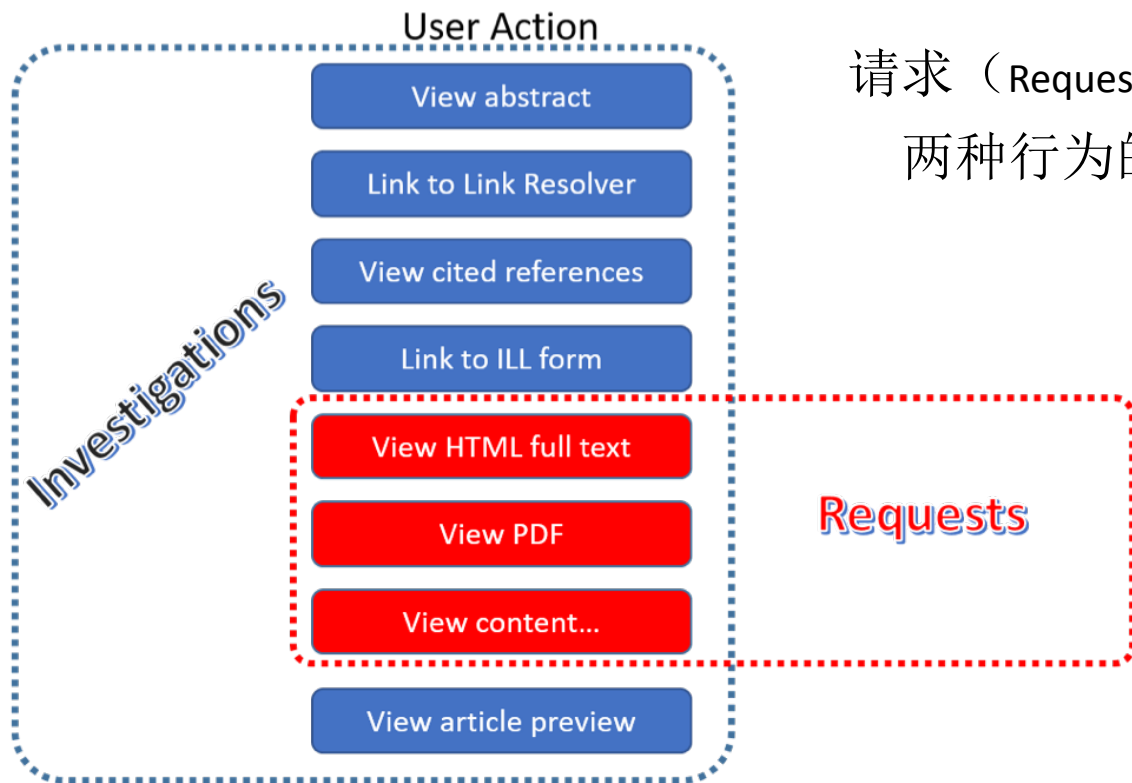 User Action
View abstract
Link to Link Resolver
View cited references
Link to ILL form
View HTML full text
View PDF
View content...
View article preview
Investigations
Requests
请求（Reques
两种行为的